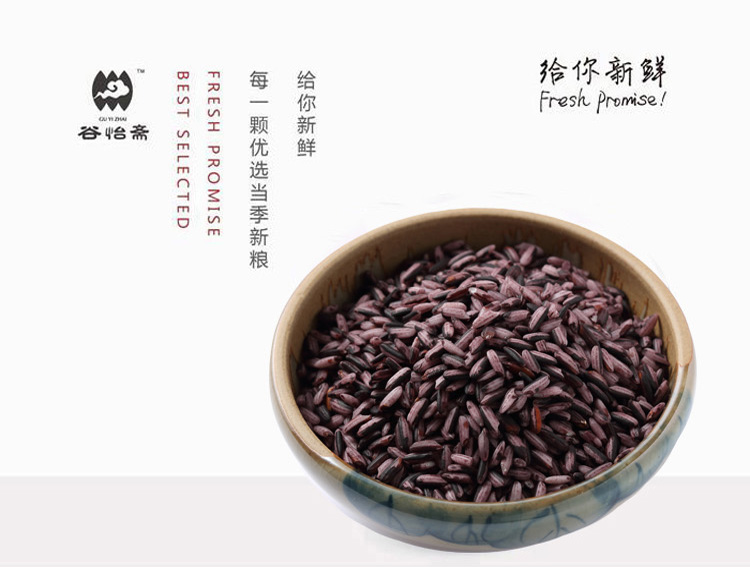 TM
GU YI ZHAI
谷怡斋
给你新鲜
每一颗优选当季新粮
FRESH PROMISE
BEST SELECTED
给你新鲜
Fresh Promise!